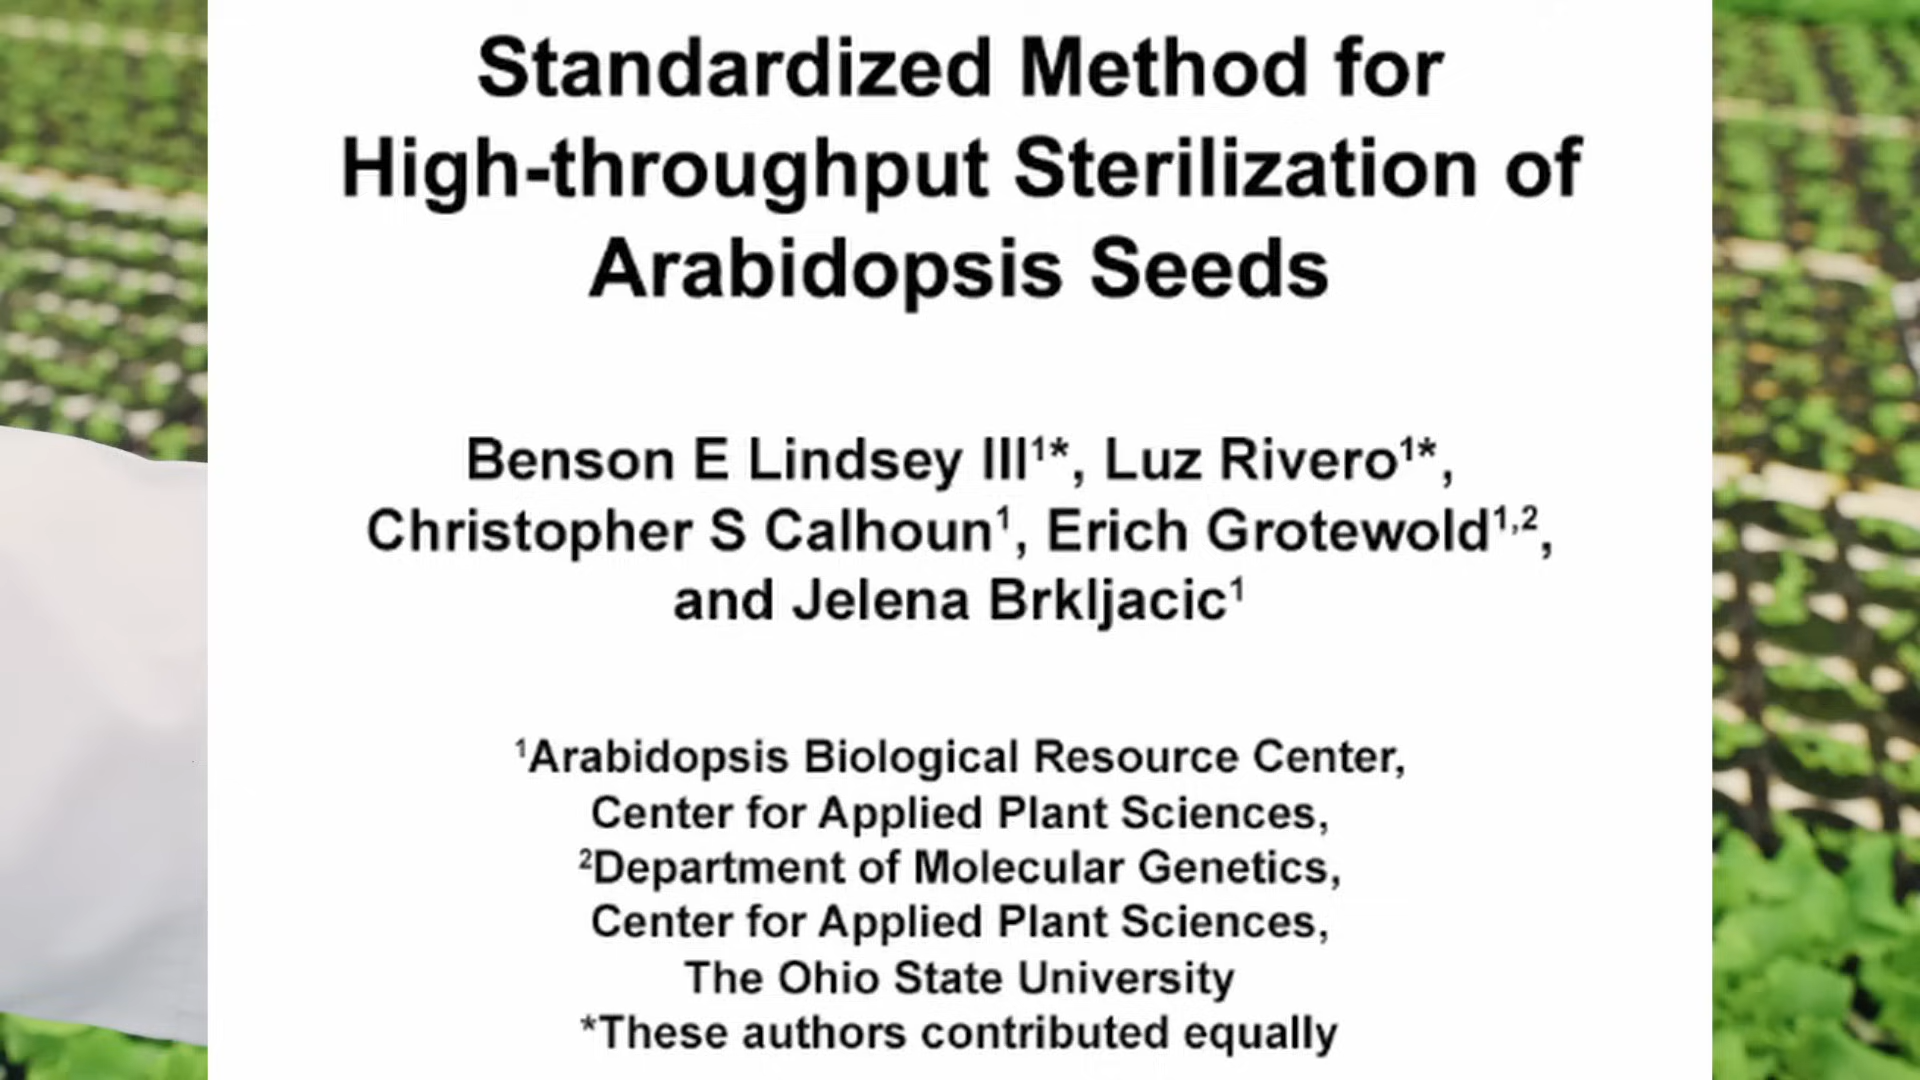 Standardized Method for
High-throughput Sterilization of
Arabidopsis Seeds
Benson E Lindsey III¹*, Luz Rivero¹*,
Christopher S Calhoun¹, Erich Grotewold¹,²,
and Jelena Brkljacic¹
¹Arabidopsis Biological Resource Center,
Center for Applied Plant Sciences,
²Department of Molecular Genetics,
Center for Applied Plant Sciences,
The Ohio State University
*These authors contributed equally